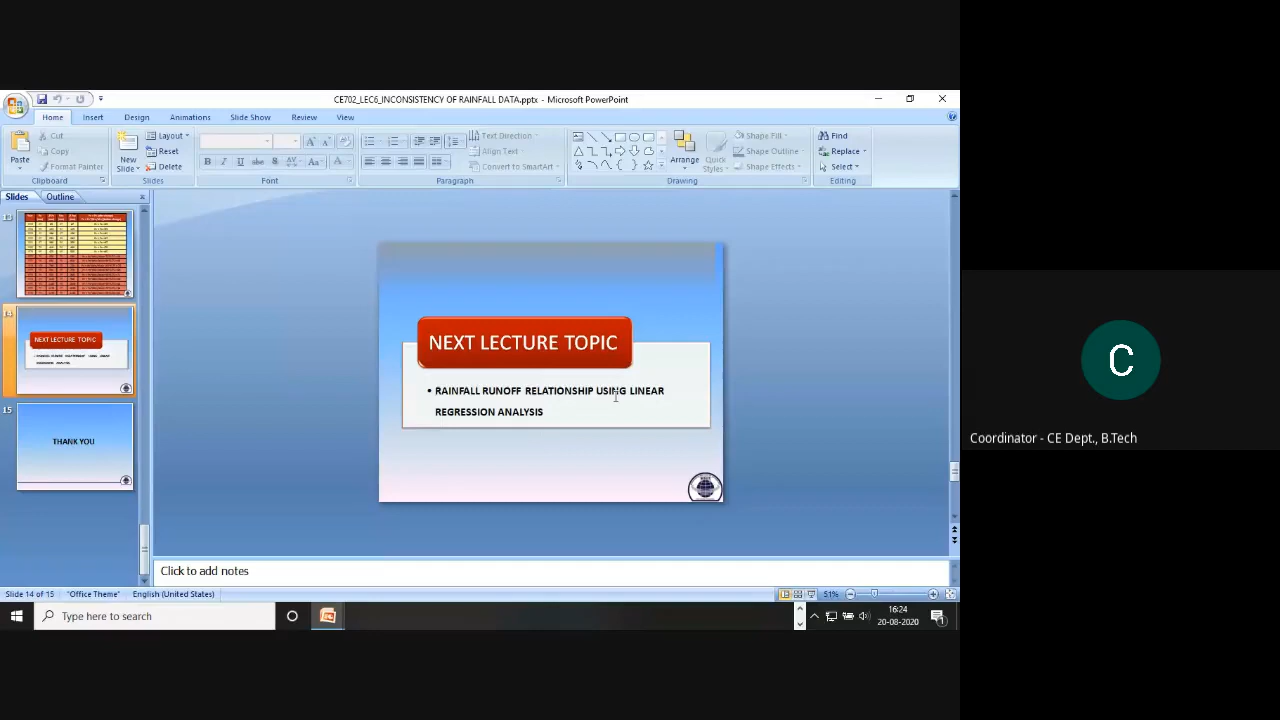 CE702_LEC6_INCONSISTENCY OF RAINFALL DATA.pptx - Microsoft PowerPoint
Home Insert Design Animations Slide Show Review View
Paste
Cut
Copy
Format Painter
Clipboard
New
Slide
Layout
Reset
Delete
Slides
Font
Text Direction
Align Text
Convert to SmartArt
Paragraph
Arrange
Quick
Styles
Shape Fill
Shape Outline
Shape Effects
Drawing
Find
Replace
Select
Editing
Slides Outline
13
14
NEXT LECTURE TOPIC
15
THANK YOU
NEXT LECTURE TOPIC
• RAINFALL RUNOFF RELATIONSHIP USING LINEAR
REGRESSION ANALYSIS
Click to add notes
Slide 14 of 15 "Office Theme" English (United States) 51%
Type here to search
16:24
20-08-2020
C
Coordinator - CE Dept., B.Tech